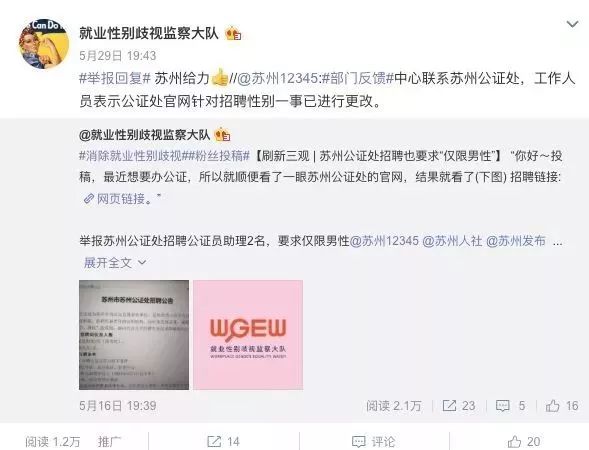 Can Do
就业性别歧视监察大队
5月29日 19:43
#举报回复# 苏州给力👍//@苏州12345:#部门反馈#中心联系苏州公证处，工作人
员表示公证处官网针对招聘性别一事已进行更改。
@就业性别歧视监察大队
#消除就业性别歧视##粉丝投稿#【刷新三观 | 苏州公证处招聘也要求“仅限男性”】 “你好～投
稿，最近想要办公证，所以就顺便看了一眼苏州公证处的官网，结果就看了(下图) 招聘链接:
网页链接。”
举报苏州公证处招聘公证员助理2名，要求仅限男性@苏州12345 @苏州人社 @苏州发布 ...
展开全文
苏州市苏州公证处招聘公告
WGEW
就业性别歧视监察大队
5月16日 19:39
阅读 2.1万
23
5
16
阅读 1.2万
推广
14
评论
20